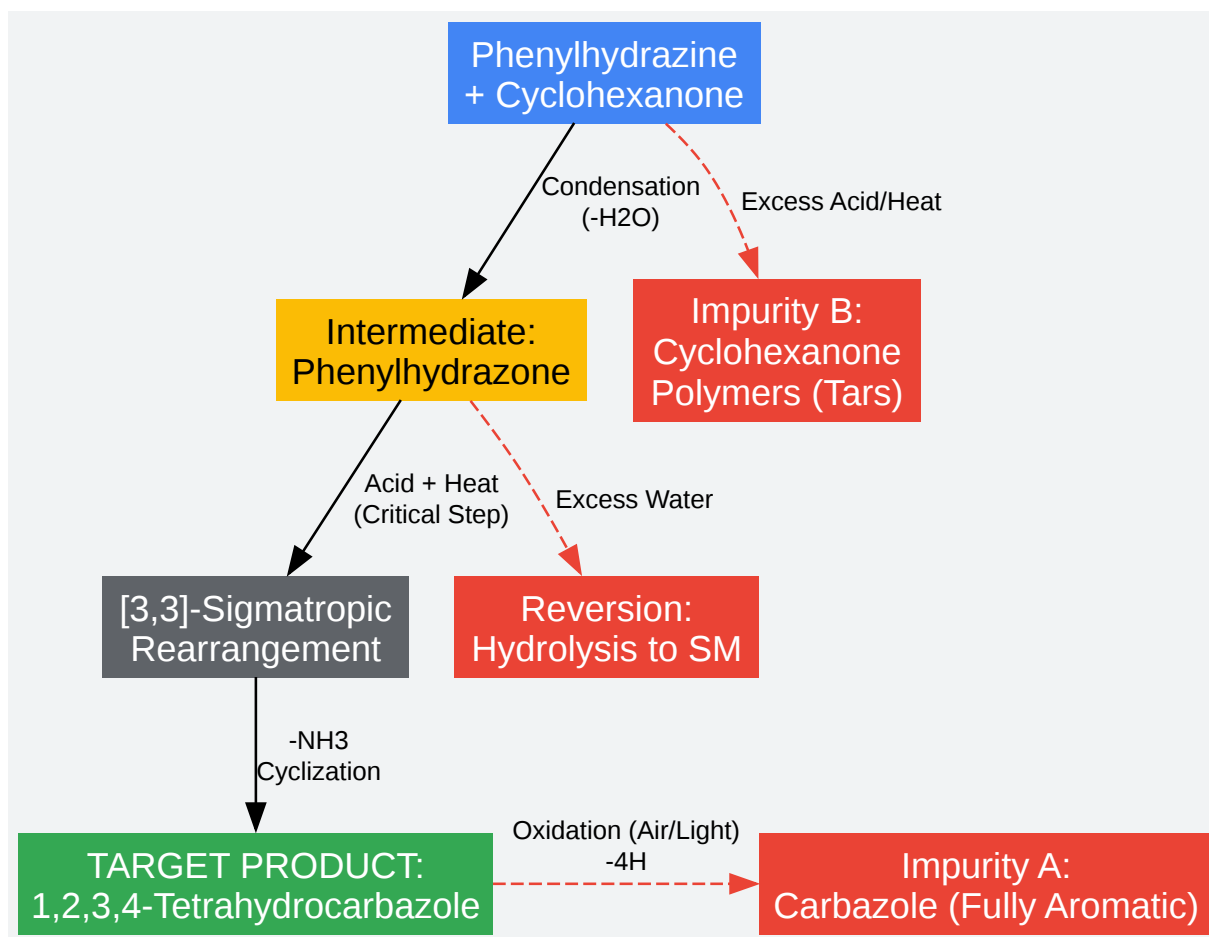 Phenylhydrazine
+ Cyclohexanone
Condensation
(-H2O)
Excess Acid/Heat
Intermediate:
Phenylhydrazone
Impurity B:
Cyclohexanone
Polymers (Tars)
Acid + Heat
(Critical Step)
Excess Water
[3,3]-Sigmatropic
Rearrangement
Reversion:
Hydrolysis to SM
-NH3
Cyclization
TARGET PRODUCT:
1,2,3,4-Tetrahydrocarbazole
Oxidation (Air/Light)
-4H
Impurity A:
Carbazole (Fully Aromatic)